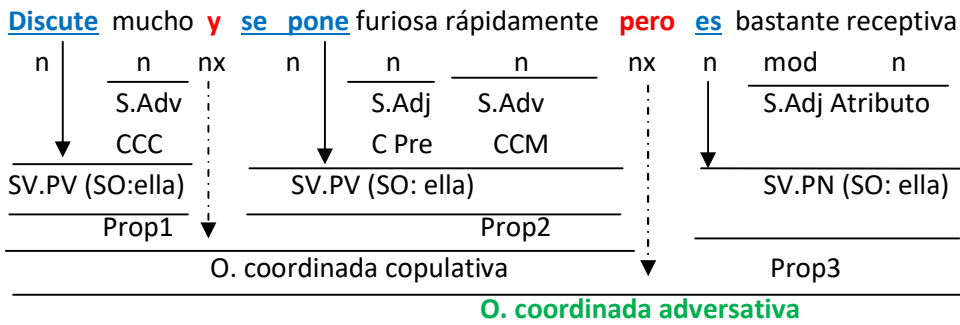 Discute mucho y se pone furiosa rápidamente pero es bastante receptiva
n n nx n n n nx n mod n
S.Adv S.Adj S.Adv S.Adj Atributo
CCC C Pre CCM
SV.PV (SO:ella) SV.PV (SO: ella) SV.PN (SO: ella)
Prop1 Prop2
O. coordinada copulativa Prop3
O. coordinada adversativa